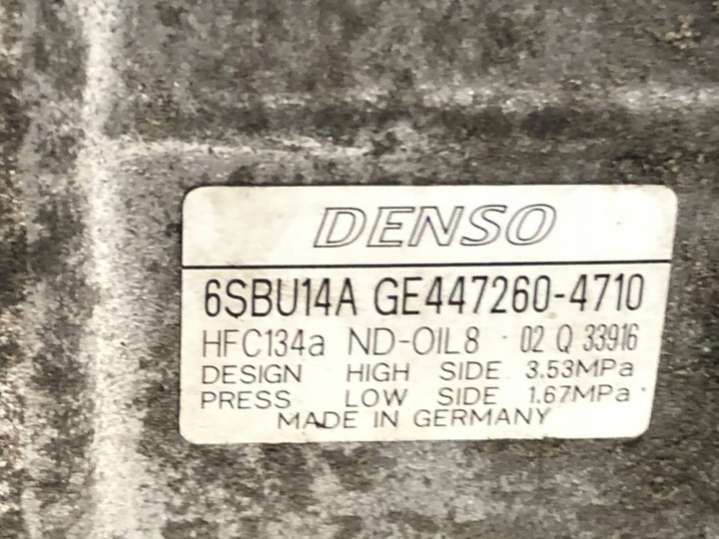 DENSO
6SBU14A GE447260-4710
HFC134a ND-OIL8 02 Q 33916
DESIGN HIGH SIDE 3.53MPa
PRESS LOW SIDE 1.67MPa
MADE IN GERMANY